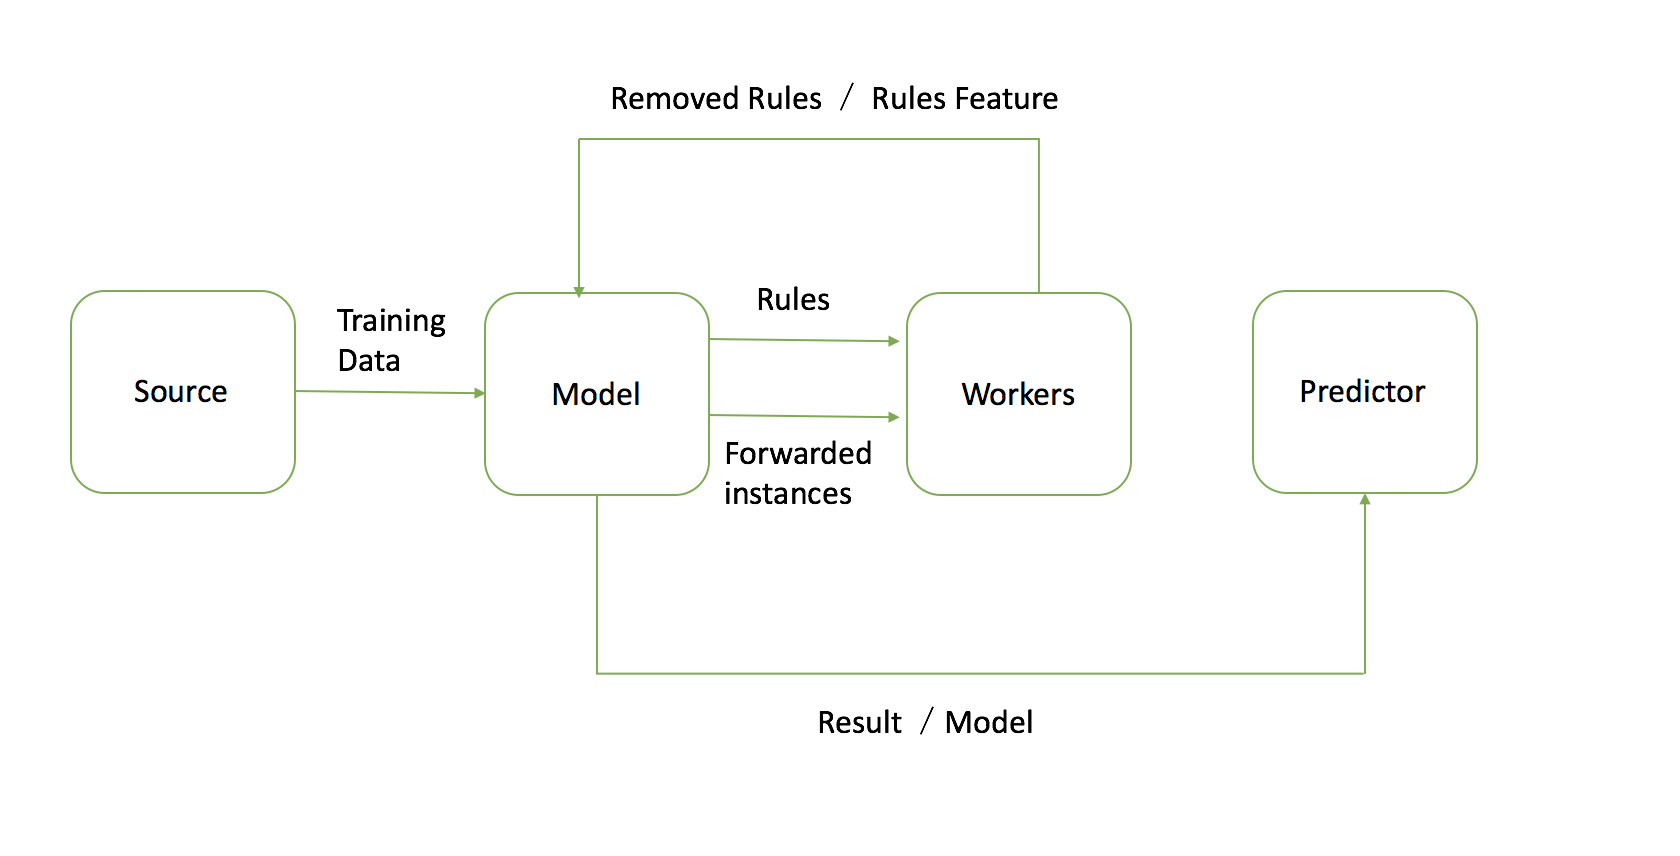 Removed Rules / Rules Feature
Training
Data
Rules
Source
Model
Workers
Predictor
Forwarded
instances
Result / Model